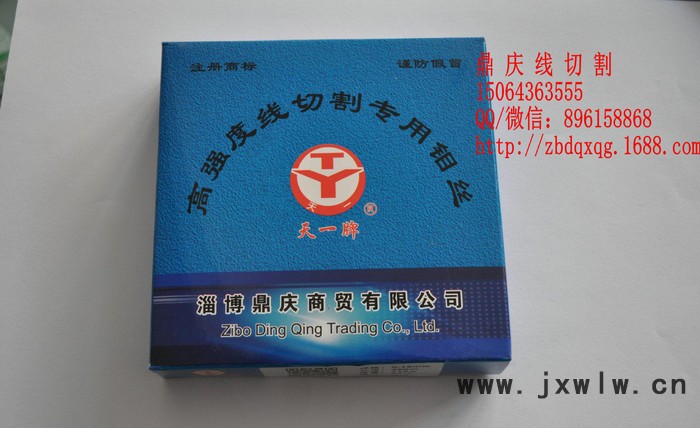 注册商标
谨防假冒
高强度线切割专用钼丝
TY
天一
天一牌
淄博鼎庆商贸有限公司
Zibo Ding Qing Trading Co., Ltd.
鼎庆线切割
15064363555
QQ/微信：896158868
http://zbdqxqg.1688.com
www.jxwlw.cn